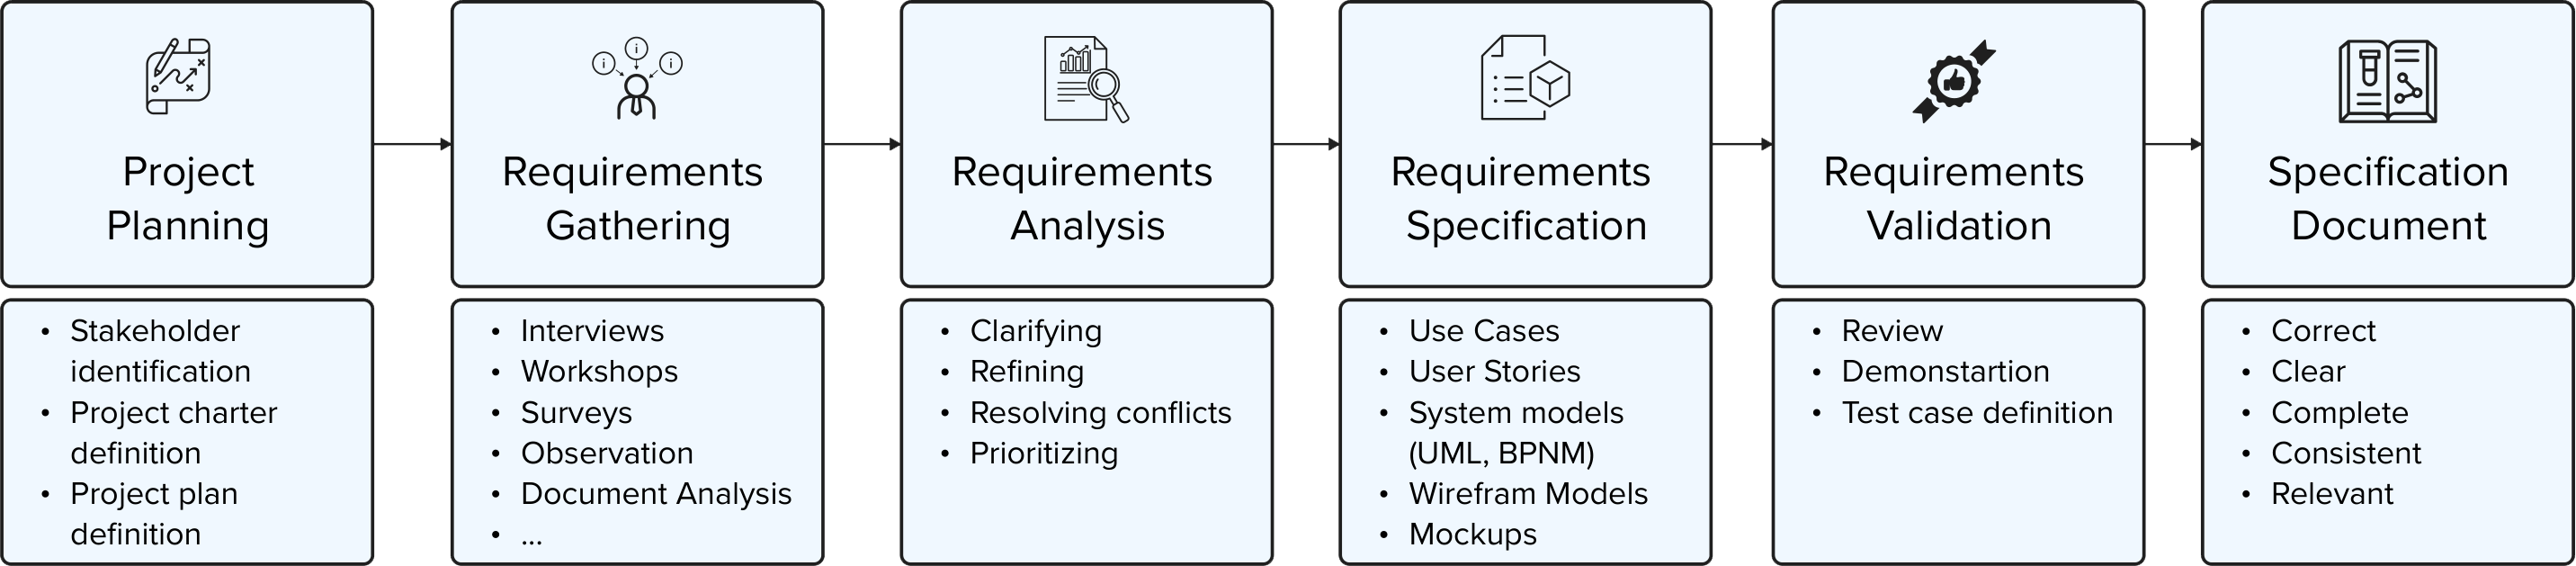 Project
Planning
• Stakeholder
identification
• Project charter
definition
• Project plan
definition
Requirements
Gathering
• Interviews
• Workshops
• Surveys
• Observation
• Document Analysis
• ...
Requirements
Analysis
• Clarifying
• Refining
• Resolving conflicts
• Prioritizing
Requirements
Specification
• Use Cases
• User Stories
• System models
(UML, BPNM)
• Wirefram Models
• Mockups
Requirements
Validation
• Review
• Demonstartion
• Test case definition
Specification
Document
• Correct
• Clear
• Complete
• Consistent
• Relevant